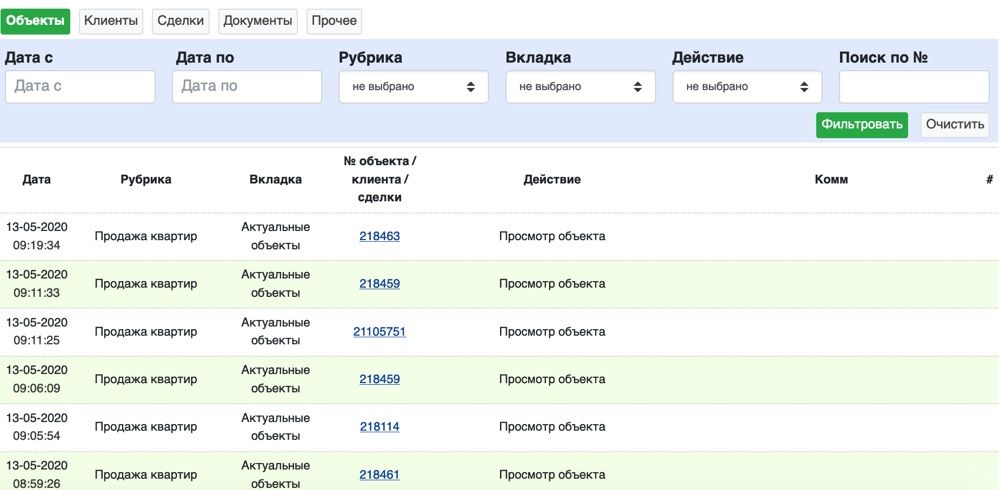 Объекты Клиенты Сделки Документы Прочее
Дата с Дата по Рубрика Вкладка Действие Поиск по №
Дата с Дата по не выбрано не выбрано не выбрано
Фильтровать Очистить
Дата Рубрика Вкладка № объекта / клиента / сделки Действие Комм #
13-05-2020 09:19:34 Продажа квартир Актуальные объекты 218463 Просмотр объекта
13-05-2020 09:11:33 Продажа квартир Актуальные объекты 218459 Просмотр объекта
13-05-2020 09:11:25 Продажа квартир Актуальные объекты 21105751 Просмотр объекта
13-05-2020 09:06:09 Продажа квартир Актуальные объекты 218459 Просмотр объекта
13-05-2020 09:05:54 Продажа квартир Актуальные объекты 218114 Просмотр объекта
13-05-2020 08:59:26 Продажа квартир Актуальные объекты 218461 Просмотр объекта